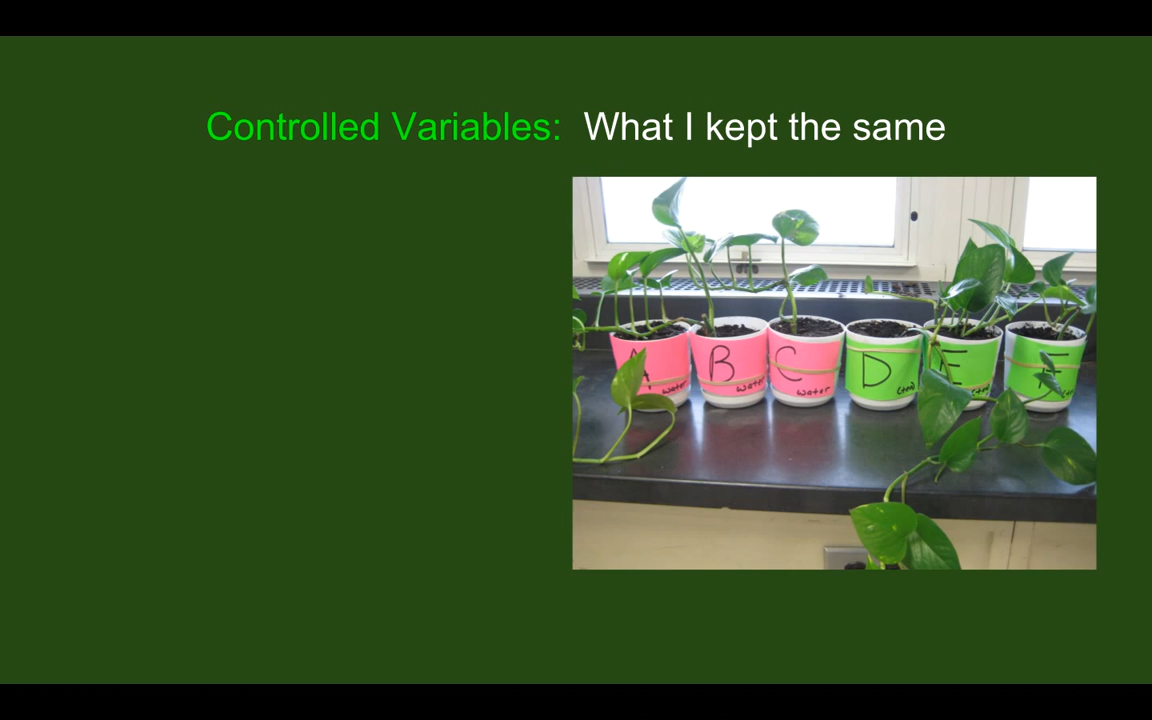 Controlled Variables: What I kept the same
A B C D E F
water water water